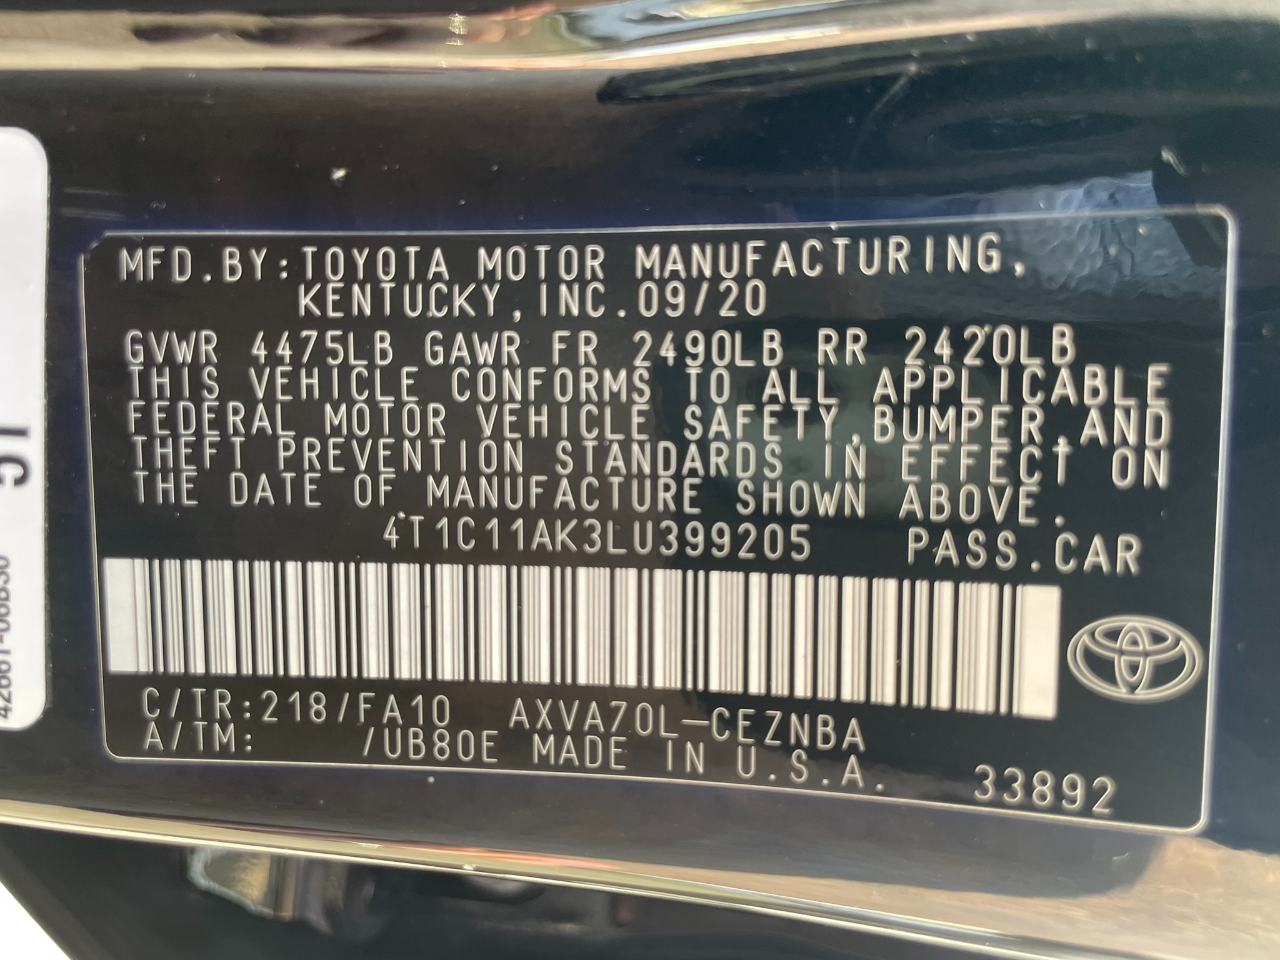 MFD.BY:TOYOTA MOTOR MANUFACTURING,
KENTUCKY,INC.09/20
GVWR 4475LB GAWR FR 2490LB RR 2420LB
THIS VEHICLE CONFORMS TO ALL APPLICABLE
FEDERAL MOTOR VEHICLE SAFETY,BUMPER,AND
THEFT PREVENTION STANDARDS IN EFFECT ON
THE DATE OF MANUFACTURE SHOWN ABOVE.
4T1C11AK3LU399205 PASS.CAR
C/TR:218/FA10 AXVA70L-CEZNBA
A/TM: /UB80E MADE IN U.S.A.
33892